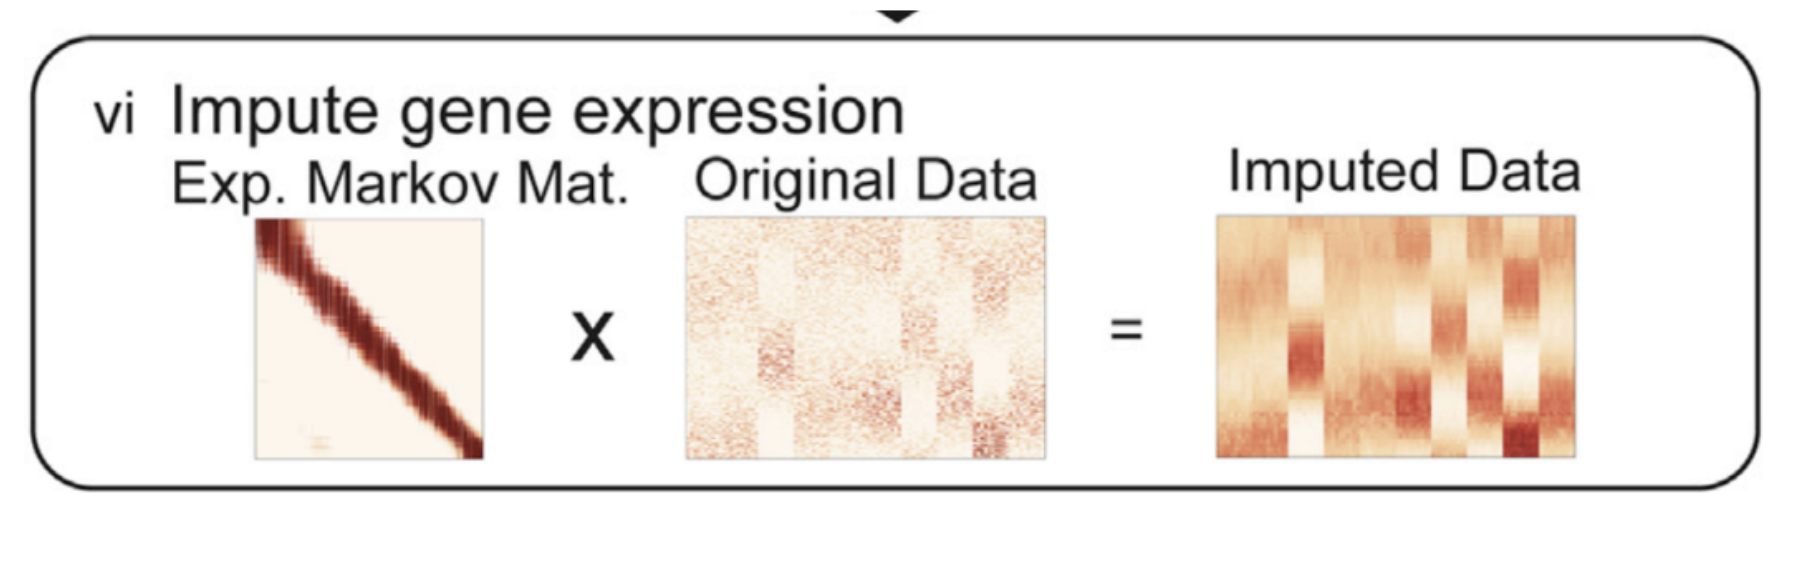 vi Impute gene expression
Exp. Markov Mat. Original Data Imputed Data
x =